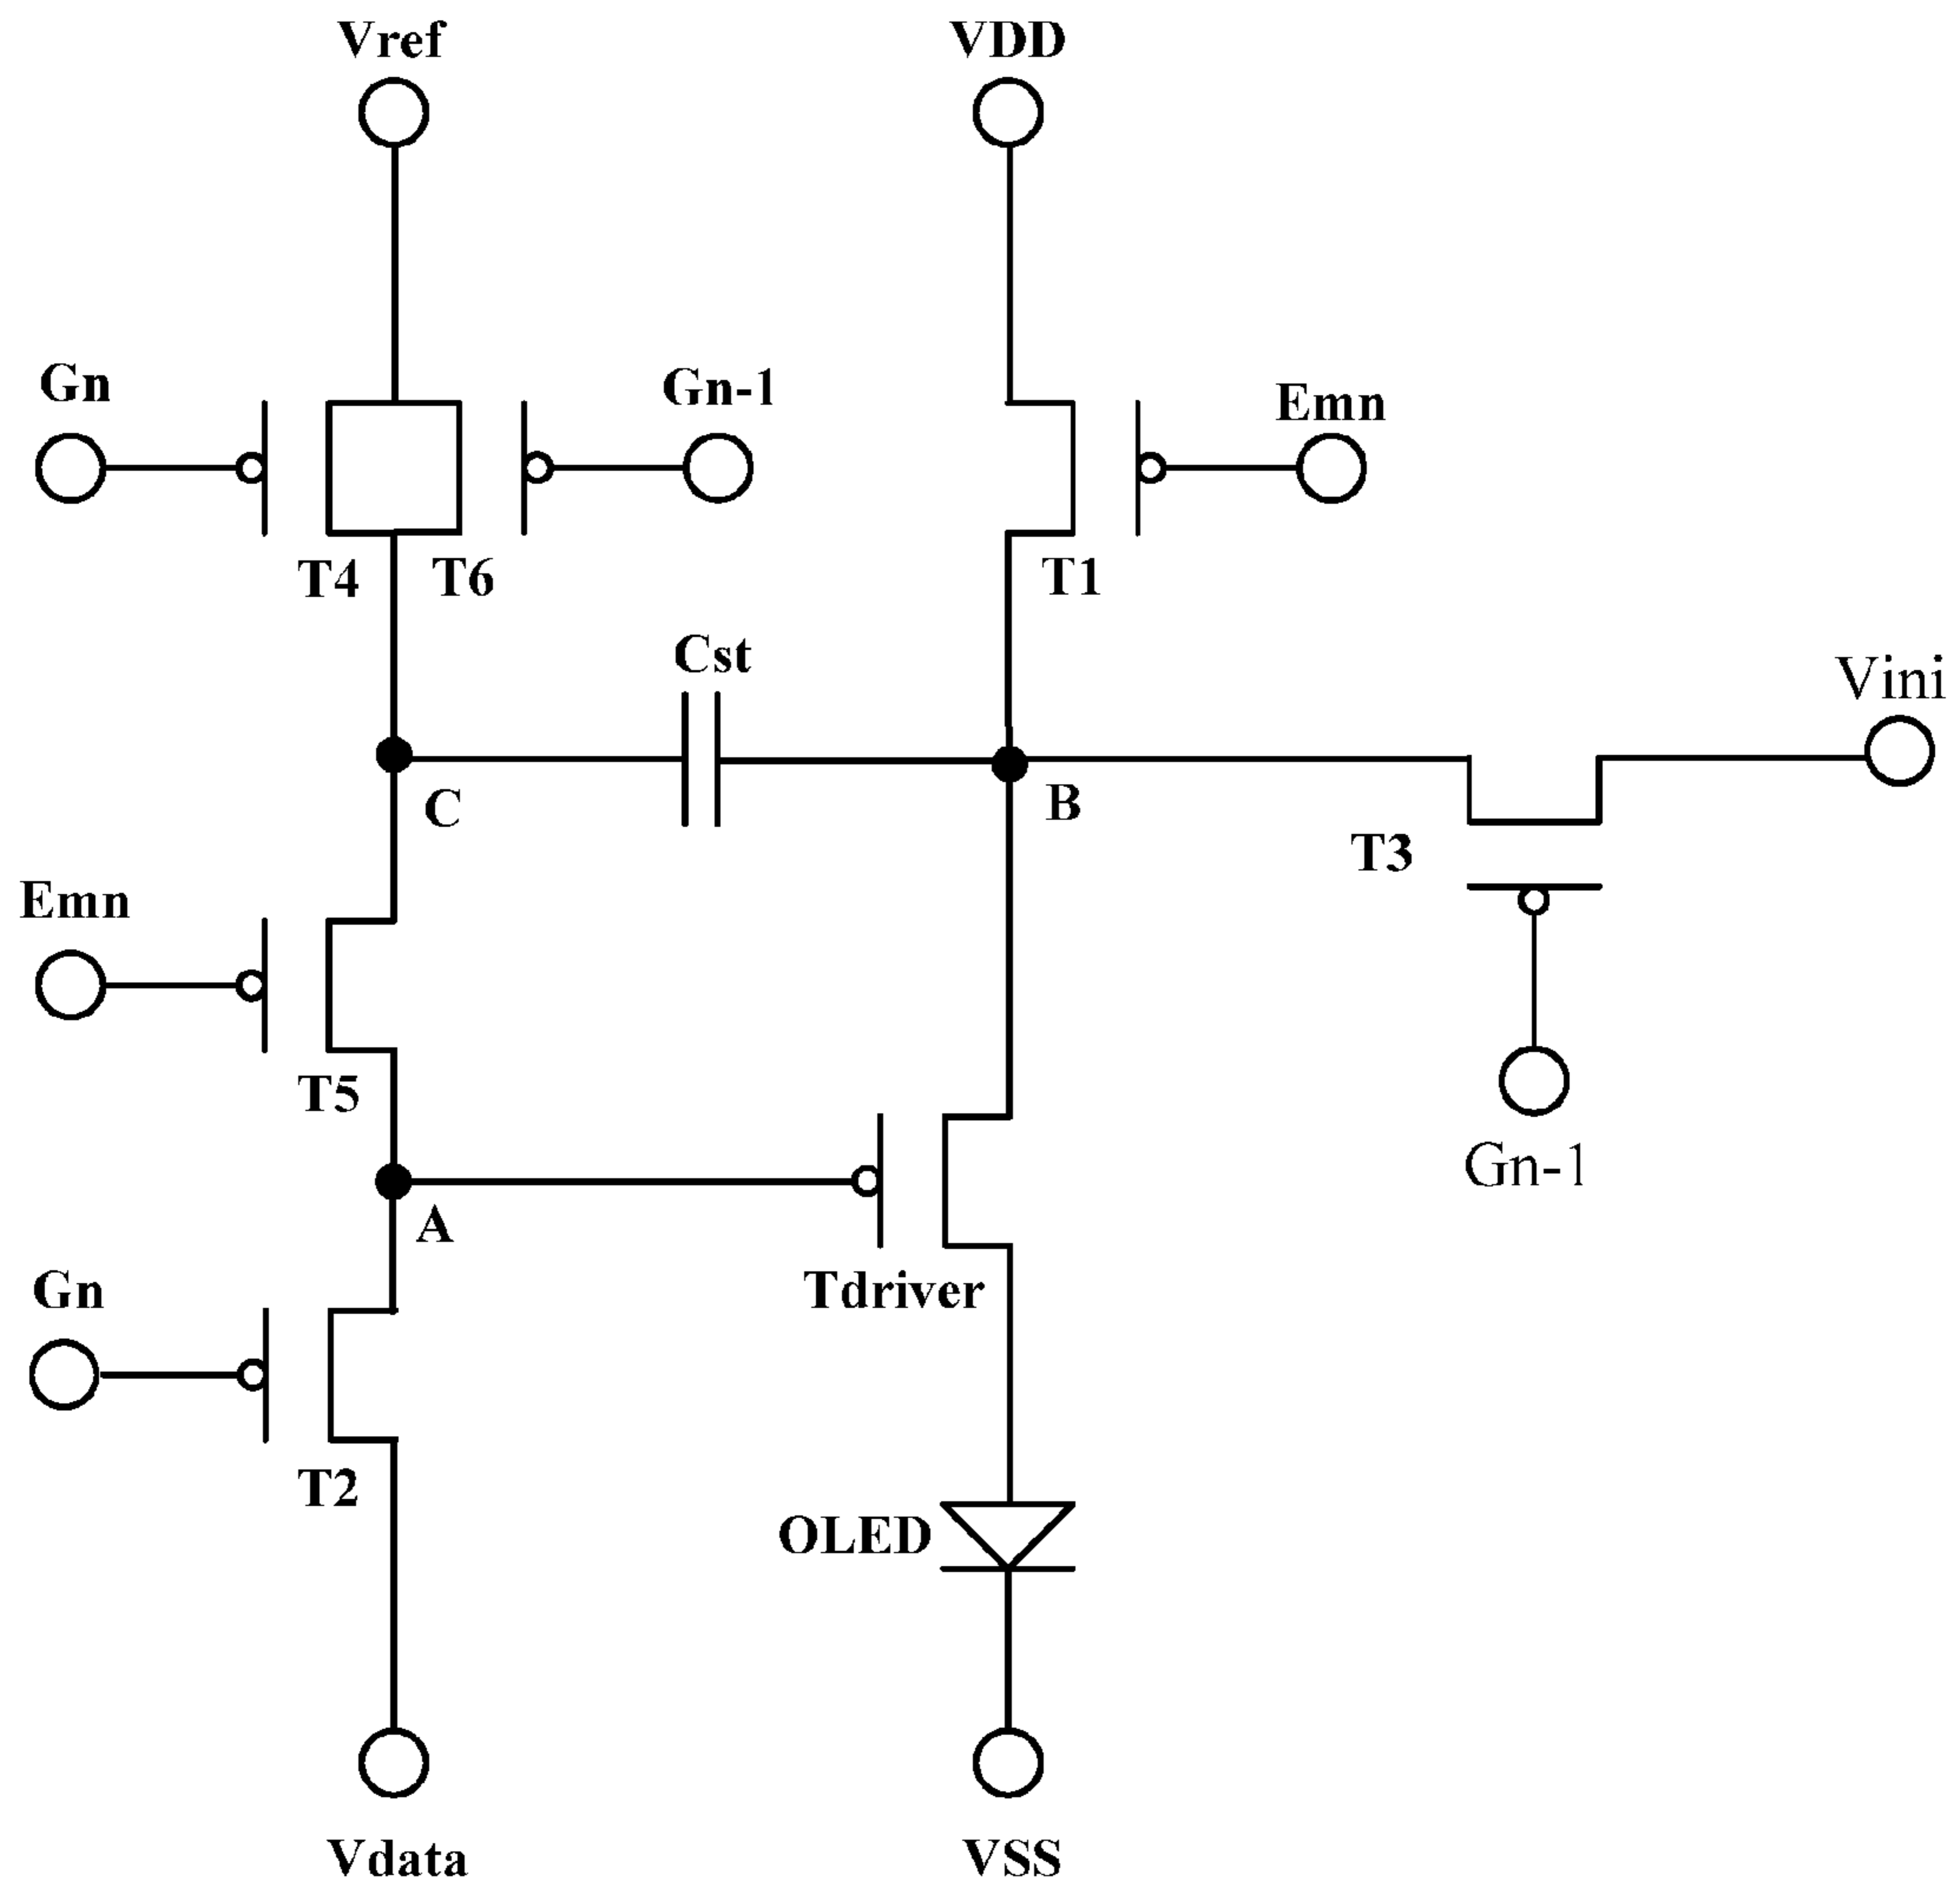 Vref
VDD
Gn
Gn-1
Emn
T4
T6
T1
Cst
Vini
C
B
T3
Emn
T5
Gn-1
A
Gn
Tdriver
T2
OLED
Vdata
VSS